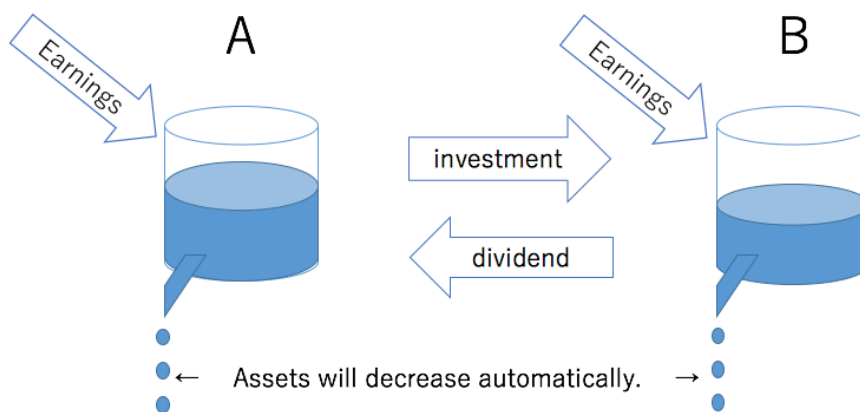 A
B
Earnings
Earnings
investment
dividend
← Assets will decrease automatically. →